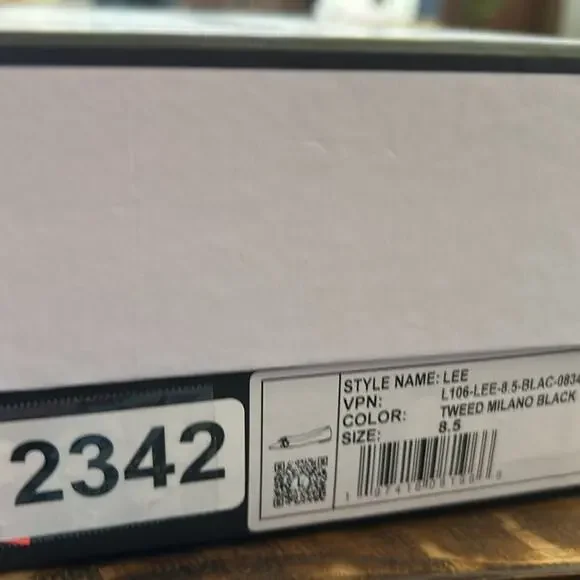 2342
STYLE NAME: LEE
VPN: L106-LEE-8.5-BLAC-0834
COLOR: TWEED MILANO BLACK
SIZE: 8.5